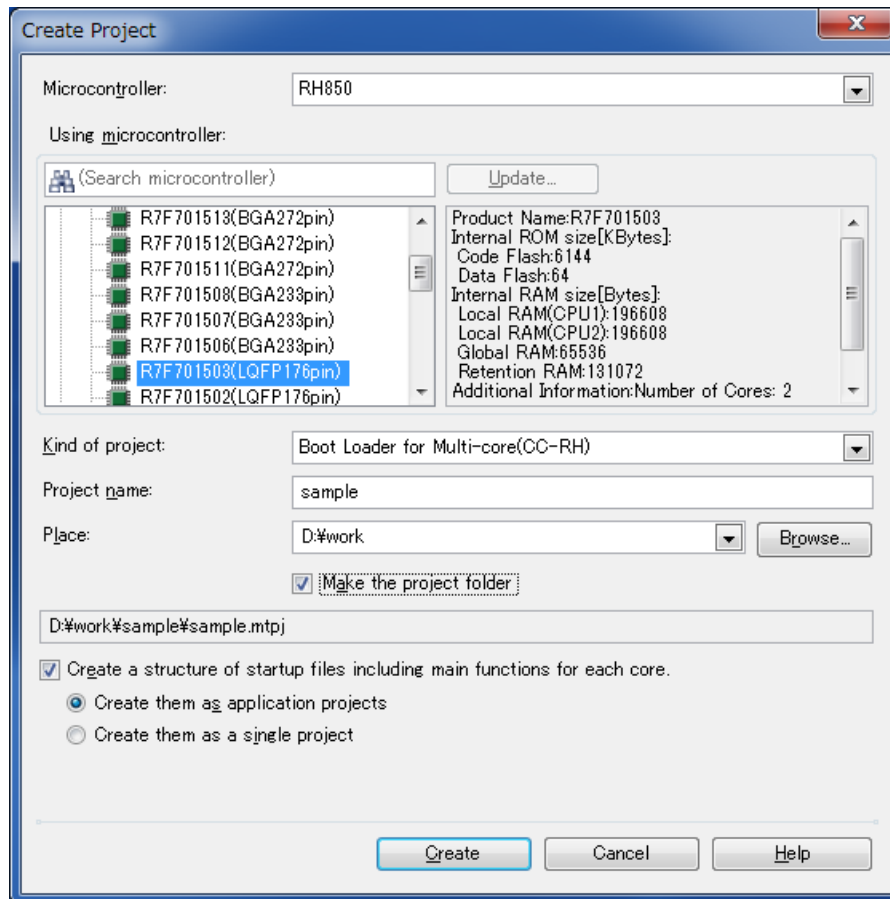 Create Project
Microcontroller:
RH850
Using microcontroller:
(Search microcontroller)
Update...
R7F701513(BGA272pin)
R7F701512(BGA272pin)
R7F701511(BGA272pin)
R7F701508(BGA233pin)
R7F701507(BGA233pin)
R7F701506(BGA233pin)
R7F701503(LQFP176pin)
R7F701502(LQFP176pin)
Product Name:R7F701503
Internal ROM size[KBytes]:
Code Flash:6144
Data Flash:64
Internal RAM size[Bytes]:
Local RAM(CPU1):196608
Local RAM(CPU2):196608
Global RAM:65536
Retention RAM:131072
Additional Information:Number of Cores: 2
Kind of project:
Boot Loader for Multi-core(CC-RH)
Project name:
sample
Place:
D:¥work
Browse...
Make the project folder
D:¥work¥sample¥sample.mtpj
Create a structure of startup files including main functions for each core.
Create them as application projects
Create them as a single project
Create
Cancel
Help